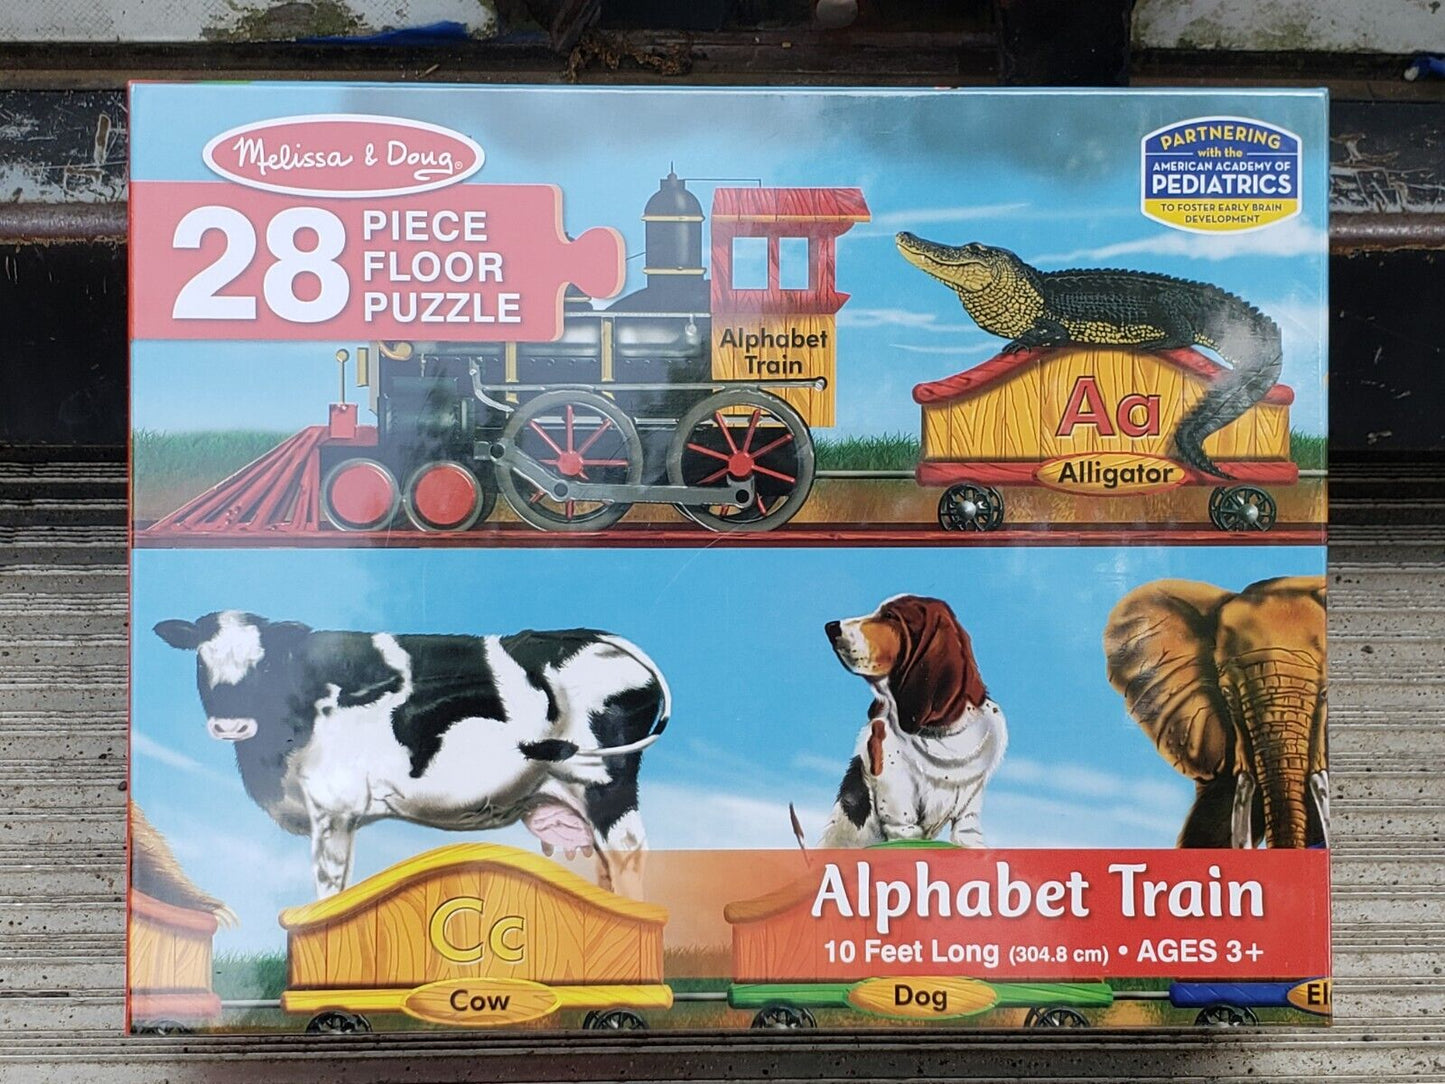 Melissa & Doug®
28 PIECE
FLOOR
PUZZLE
PARTNERING
with the
AMERICAN ACADEMY OF
PEDIATRICS
TO FOSTER EARLY BRAIN
DEVELOPMENT
Alphabet
Train
Aa
Alligator
Cc
Cow
Alphabet Train
10 Feet Long (304.8 cm) • AGES 3+
Dog
El